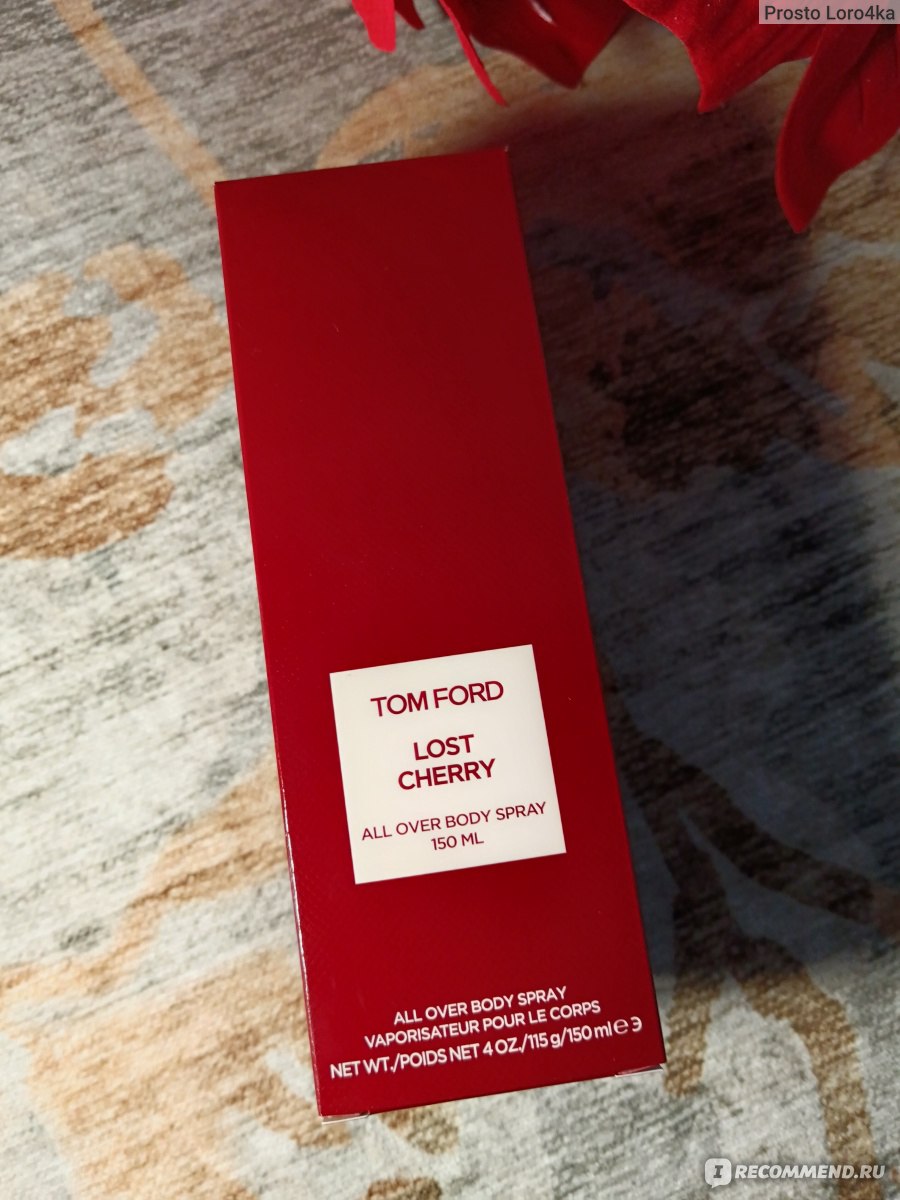 Prosto Loro4ka
TOM FORD
LOST
CHERRY
ALL OVER BODY SPRAY
150 ML
ALL OVER BODY SPRAY
VAPORISATEUR POUR LE CORPS
NET WT./POIDS NET 4 OZ./115 g/150 ml ℮ Э
IRECOMMEND.RU